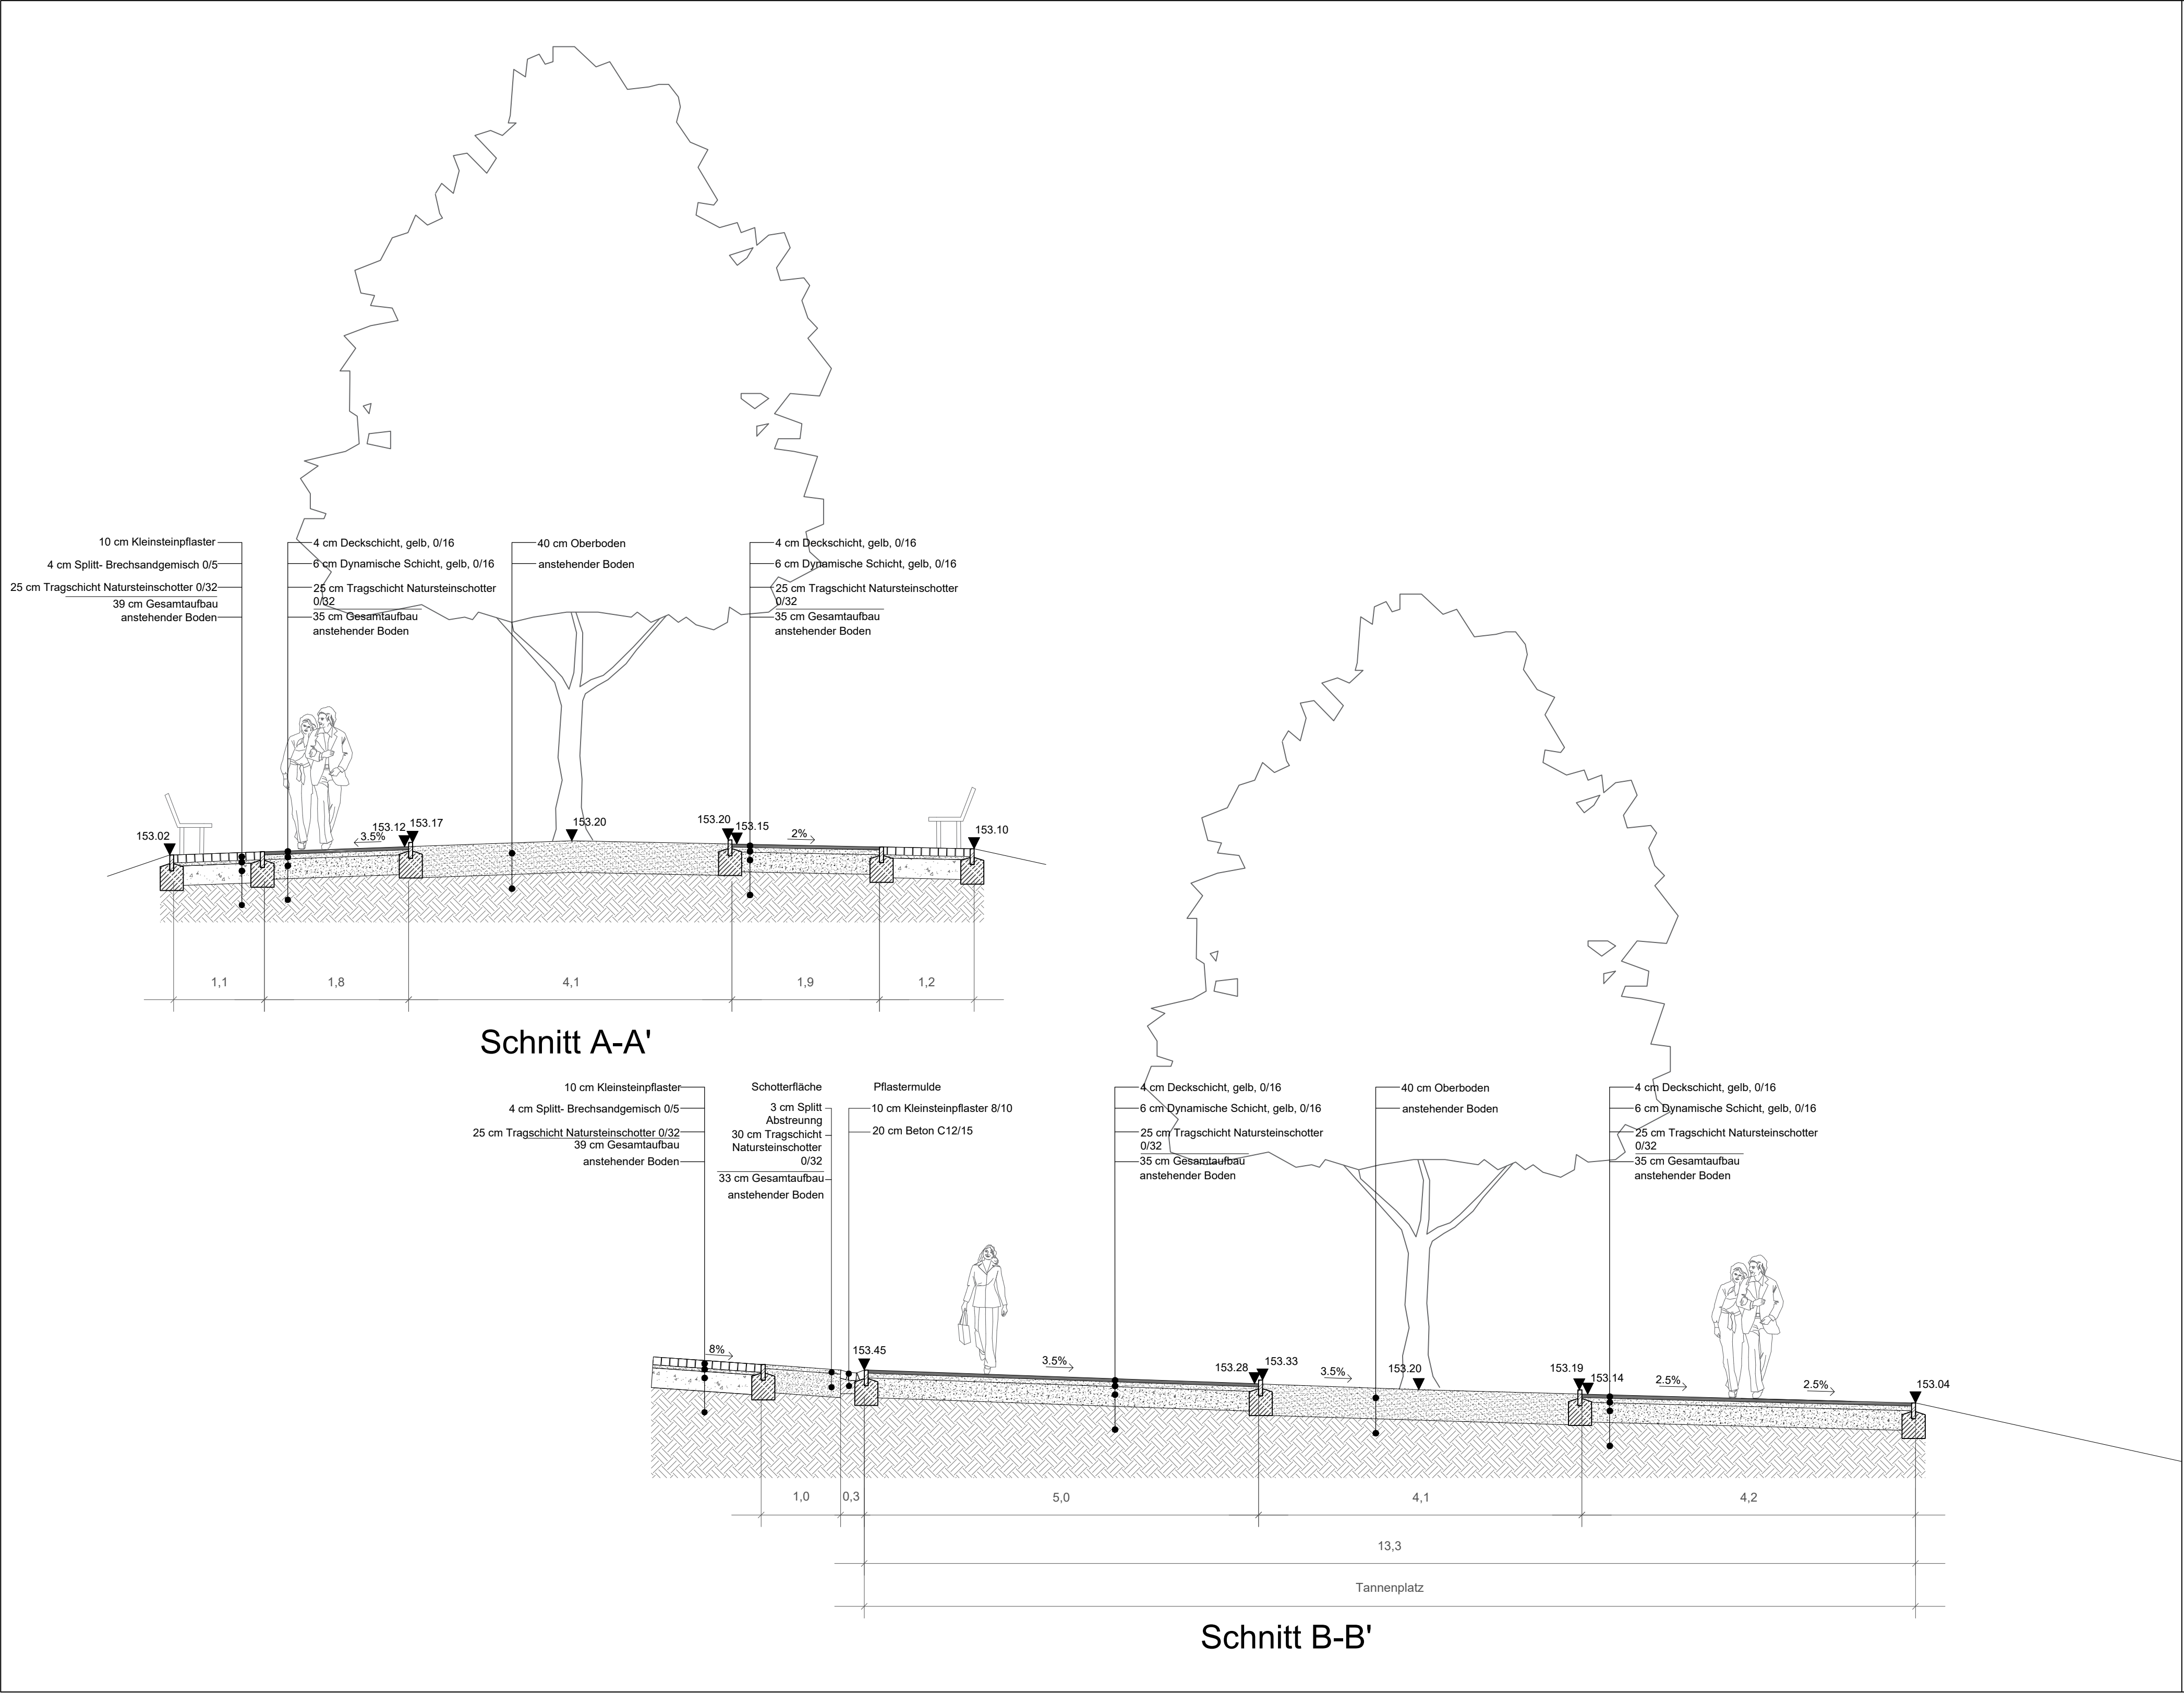 10 cm Kleinsteinpflaster
4 cm Splitt- Brechsandgemisch 0/5
25 cm Tragschicht Natursteinschotter 0/32
39 cm Gesamtaufbau
anstehender Boden
4 cm Deckschicht, gelb, 0/16
6 cm Dynamische Schicht, gelb, 0/16
25 cm Tragschicht Natursteinschotter
0/32
35 cm Gesamtaufbau
anstehender Boden
40 cm Oberboden
anstehender Boden
4 cm Deckschicht, gelb, 0/16
6 cm Dynamische Schicht, gelb, 0/16
25 cm Tragschicht Natursteinschotter
0/32
35 cm Gesamtaufbau
anstehender Boden
153.02
3.5%
153.12
153.17
153.20
153.20
153.15
2%
153.10
1,1
1,8
4,1
1,9
1,2
Schnitt A-A'
10 cm Kleinsteinpflaster
4 cm Splitt- Brechsandgemisch 0/5
25 cm Tragschicht Natursteinschotter 0/32
39 cm Gesamtaufbau
anstehender Boden
Schotterfläche
3 cm Splitt
Abstreunng
30 cm Tragschicht
Natursteinschotter
0/32
33 cm Gesamtaufbau
anstehender Boden
Pflastermulde
10 cm Kleinsteinpflaster 8/10
20 cm Beton C12/15
4 cm Deckschicht, gelb, 0/16
6 cm Dynamische Schicht, gelb, 0/16
25 cm Tragschicht Natursteinschotter
0/32
35 cm Gesamtaufbau
anstehender Boden
40 cm Oberboden
anstehender Boden
4 cm Deckschicht, gelb, 0/16
6 cm Dynamische Schicht, gelb, 0/16
25 cm Tragschicht Natursteinschotter
0/32
35 cm Gesamtaufbau
anstehender Boden
8%
153.45
3.5%
153.28
153.33
3.5%
153.20
153.19
153.14
2.5%
2.5%
153.04
1,0
0,3
5,0
4,1
4,2
13,3
Tannenplatz
Schnitt B-B'